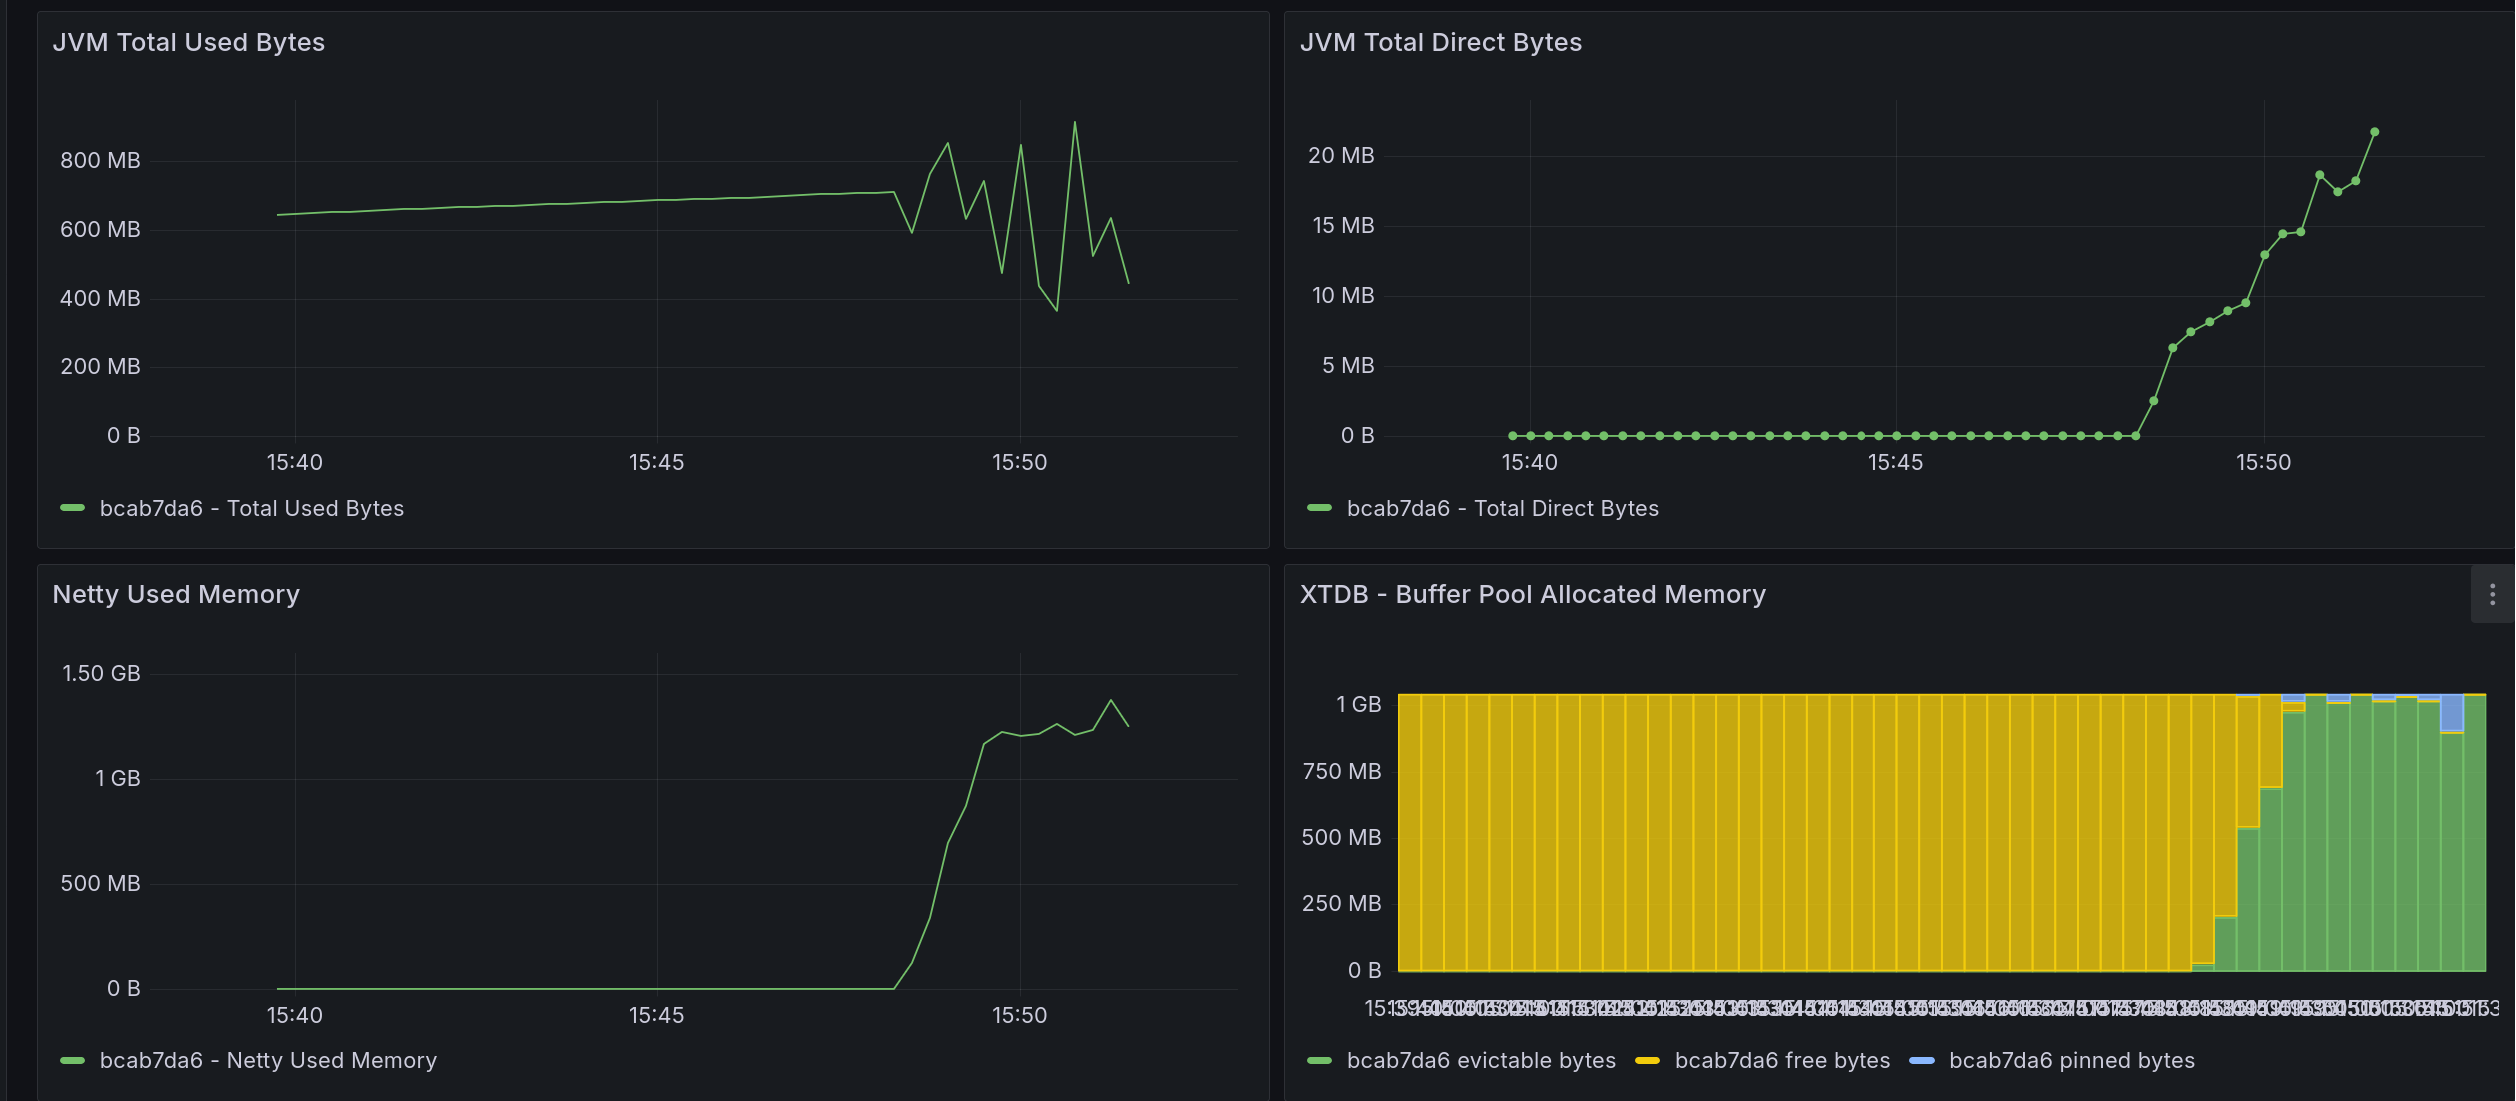 JVM Total Used Bytes
800 MB
600 MB
400 MB
200 MB
0 B
15:40 15:45 15:50
bcab7da6 - Total Used Bytes
JVM Total Direct Bytes
20 MB
15 MB
10 MB
5 MB
0 B
15:40 15:45 15:50
bcab7da6 - Total Direct Bytes
Netty Used Memory
1.50 GB
1 GB
500 MB
0 B
15:40 15:45 15:50
bcab7da6 - Netty Used Memory
XTDB - Buffer Pool Allocated Memory
1 GB
750 MB
500 MB
250 MB
0 B
bcab7da6 evictable bytes bcab7da6 free bytes bcab7da6 pinned bytes